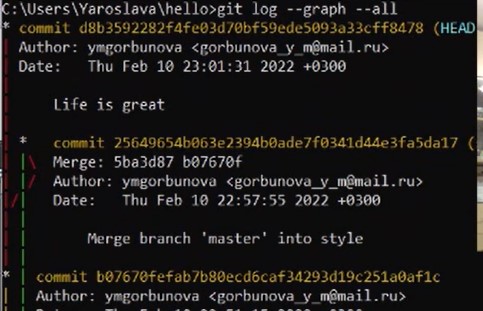 C:\Users\Yaroslava\hello>git log --graph --all
* commit d8b3592282f4fe03d70bf59ede5093a33cff8478 (HEAD
| Author: ymgorbunova <gorbunova_y_m@mail.ru>
| Date:   Thu Feb 10 23:01:31 2022 +0300
|
|     Life is great
|
| *   commit 25649654b063e2394b0ade7f0341d44e3fa5da17 (
| |\  Merge: 5ba3d87 b07670f
| |/  Author: ymgorbunova <gorbunova_y_m@mail.ru>
|/|   Date:   Thu Feb 10 22:57:55 2022 +0300
| |
| |       Merge branch 'master' into style
| |
* | commit b07670fefab7b80ecd6caf34293d19c251a0af1c
| | Author: ymgorbunova <gorbunova_y_m@mail.ru>